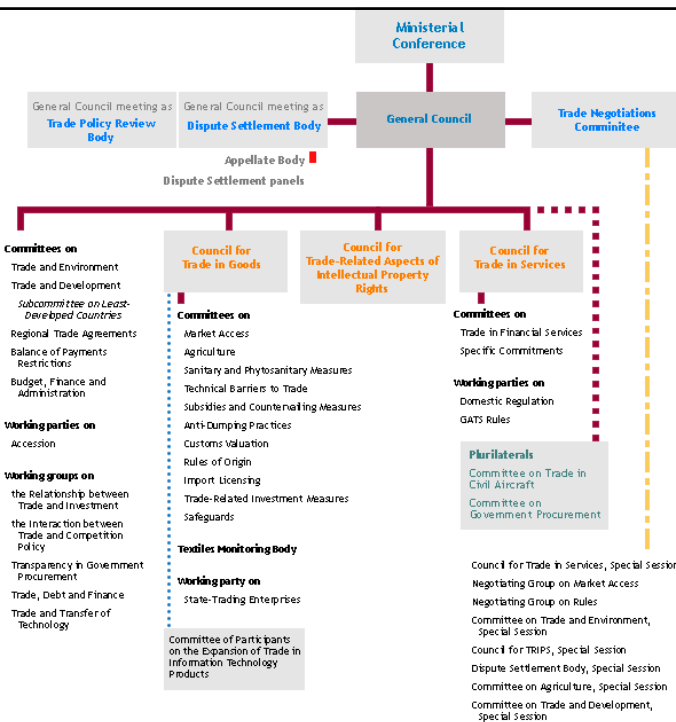 Ministerial
Conference
General Council meeting as
Trade Policy Review
Body
General Council meeting as
Dispute Settlement Body
General Council
Trade Negotiations
Comminitee
Appellate Body
Dispute Settlement panels
Committees on
Trade and Environment
Trade and Development
Subcommittee on Least-
Developed Countries
Regional Trade Agreements
Balance of Payments
Restrictions
Budget, Finance and
Administration
Working parties on
Accession
Working groups on
the Relationship between
Trade and Investment
the Interaction between
Trade and Competition
Policy
Transparency in Government
Procurement
Trade, Debt and Finance
Trade and Transfer of
Technology
Council for
Trade in Goods
Committees on
Market Access
Agriculture
Sanitary and Phytosanitary Measures
Technical Barriers to Trade
Subsidies and Countervailing Measures
Anti-Dumping Practices
Customs Valuation
Rules of Origin
Import Licensing
Trade-Related Investment Measures
Safeguards
Textiles Monitoring Body
Working party on
State-Trading Enterprises
Committee of Participants
on the Expansion of Trade in
Information Technology
Products
Council for
Trade-Related Aspects of
Intellectual Property
Rights
Council for
Trade in Services
Committees on
Trade in Financial Services
Specific Commitments
Working parties on
Domestic Regulation
GATS Rules
Plurilaterals
Committee on Trade in
Civil Aircraft
Committee on
Government Procurement
Council for Trade in Services, Special Session
Negotiating Group on Market Access
Negotiating Group on Rules
Committee on Trade and Environment,
Special Session
Council for TRIPS, Special Session
Dispute Settlement Body, Special Session
Committee on Agriculture, Special Session
Committee on Trade and Development,
Special Session